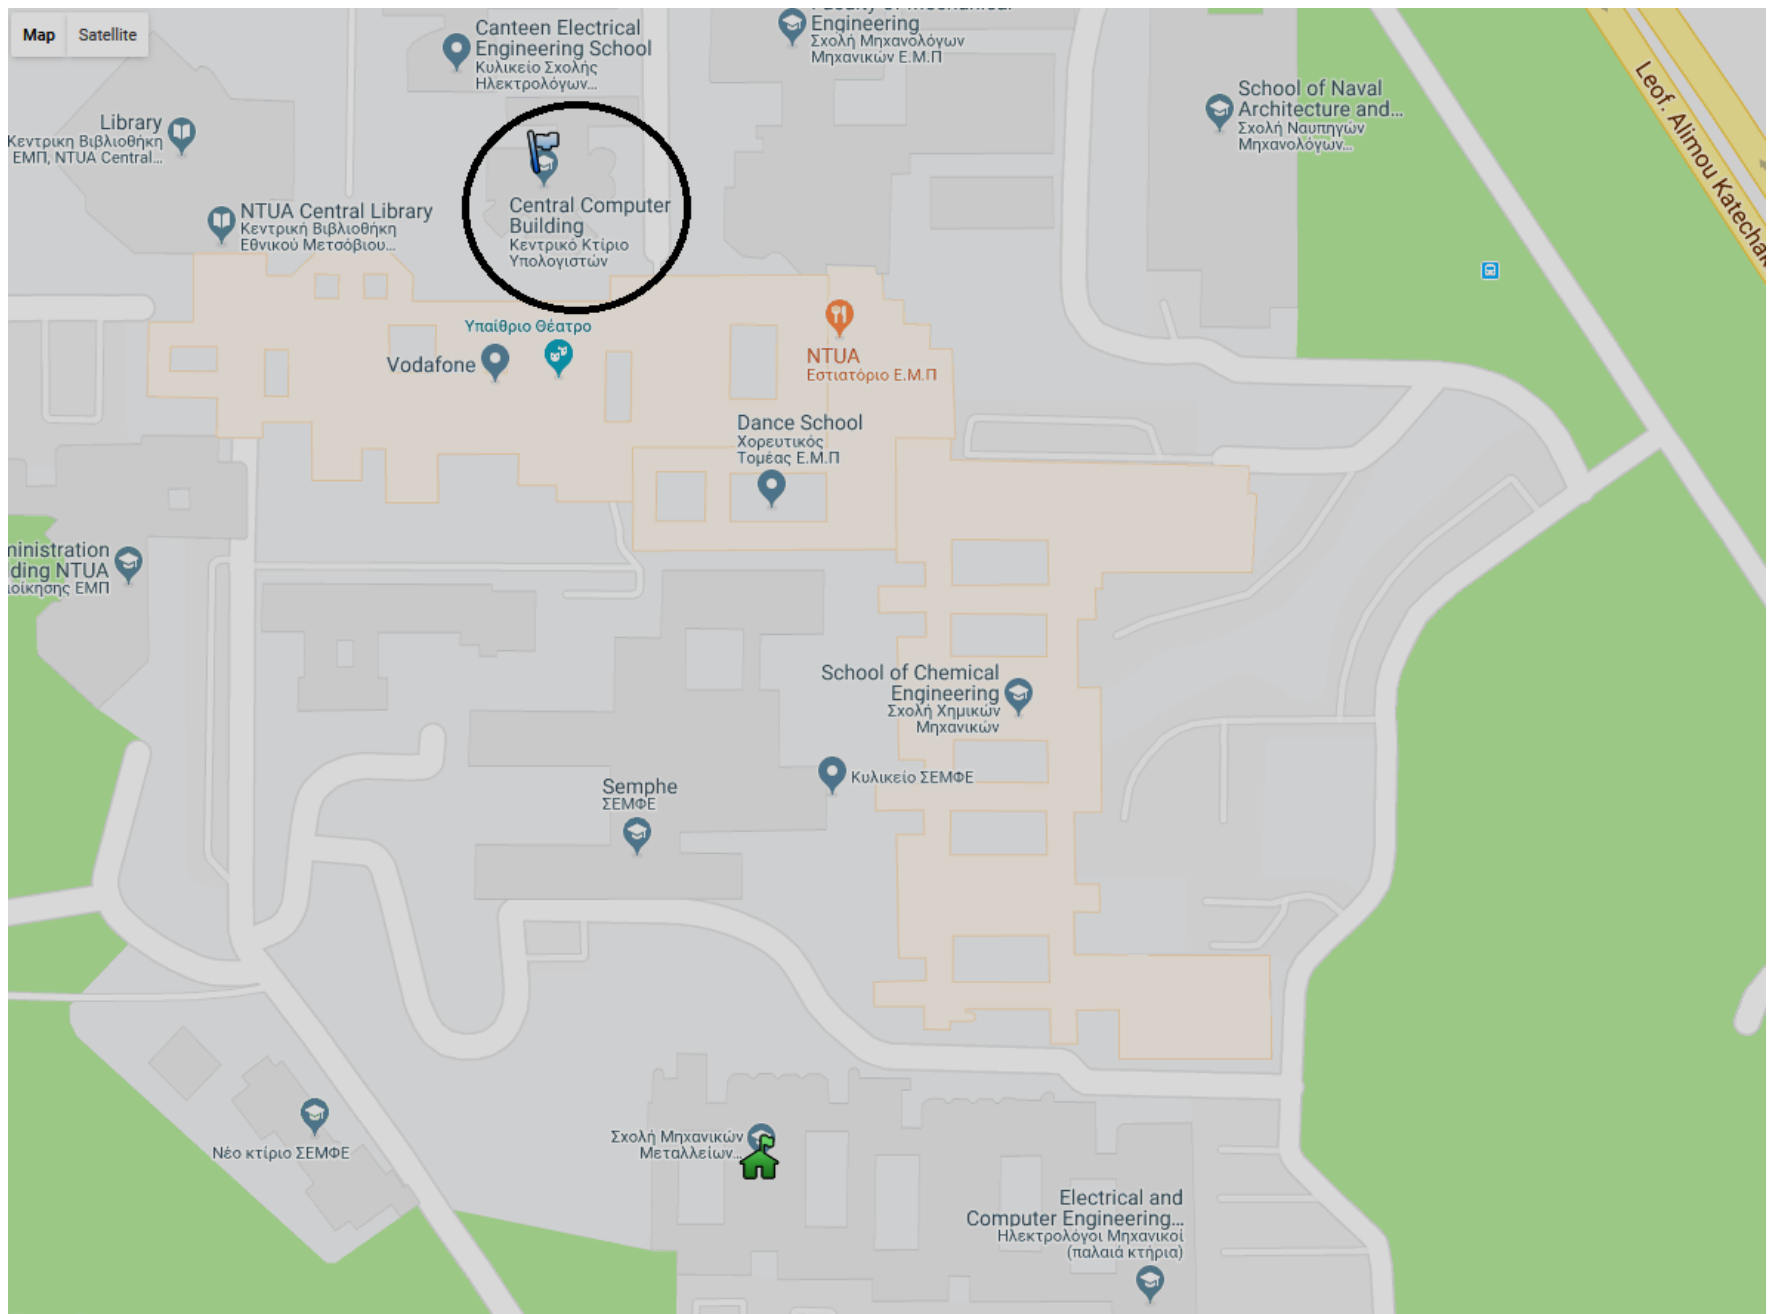 Map
Satellite
Canteen Electrical
Engineering School
Κυλικείο Σχολής
Ηλεκτρολόγων...
Engineering
Σχολή Μηχανολόγων
Μηχανικών Ε.Μ.Π
School of Naval
Architecture and...
Σχολή Ναυπηγών
Μηχανολόγων...
Leof. Alimou Katechak
Library
Κεντρικη Βιβλιοθήκη
ΕΜΠ, NTUA Central...
NTUA Central Library
Κεντρική Βιβλιοθήκη
Εθνικού Μετσόβιου...
Central Computer
Building
Κεντρικό Κτίριο
Υπολογιστών
Υπαίθριο Θέατρο
Vodafone
NTUA
Εστιατόριο Ε.Μ.Π
Dance School
Χορευτικός
Τομέας Ε.Μ.Π
ministration
ding NTUA
οίκησης ΕΜΠ
School of Chemical
Engineering
Σχολή Χημικών
Μηχανικών
Κυλικείο ΣΕΜΦΕ
Semphe
ΣΕΜΦΕ
Νέο κτίριο ΣΕΜΦΕ
Σχολή Μηχανικών
Μεταλλείων...
Electrical and
Computer Engineering...
Ηλεκτρολόγοι Μηχανικοί
(παλαιά κτήρια)